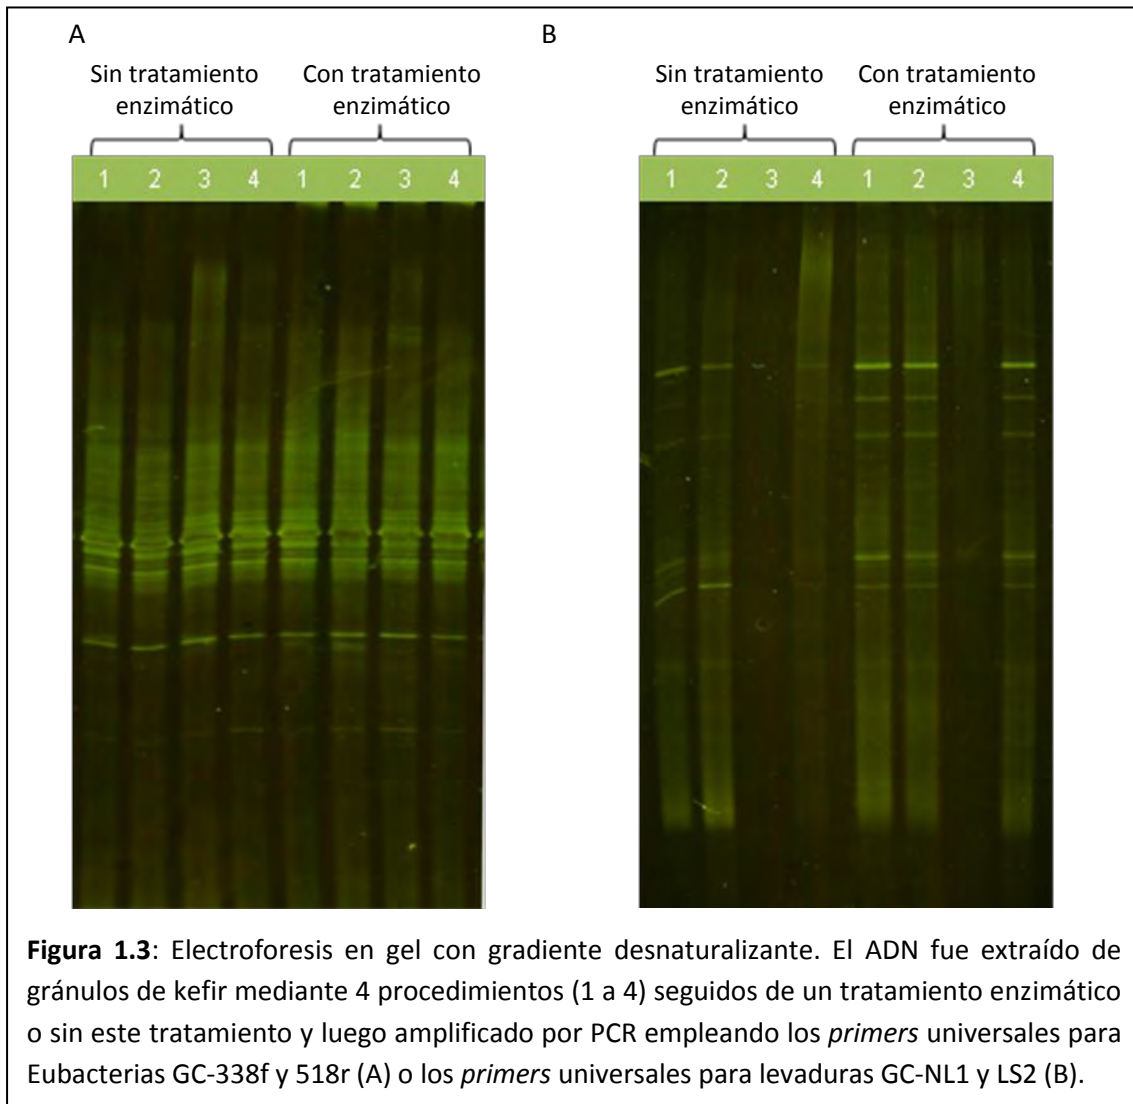 A
B
Sin tratamiento
enzimático
Con tratamiento
enzimático
Sin tratamiento
enzimático
Con tratamiento
enzimático
1 2 3 4 1 2 3 4
1 2 3 4 1 2 3 4
Figura 1.3: Electroforesis en gel con gradiente desnaturalizante. El ADN fue extraído de
gránulos de kefir mediante 4 procedimientos (1 a 4) seguidos de un tratamiento enzimático
o sin este tratamiento y luego amplificado por PCR empleando los primers universales para
Eubacterias GC-338f y 518r (A) o los primers universales para levaduras GC-NL1 y LS2 (B).